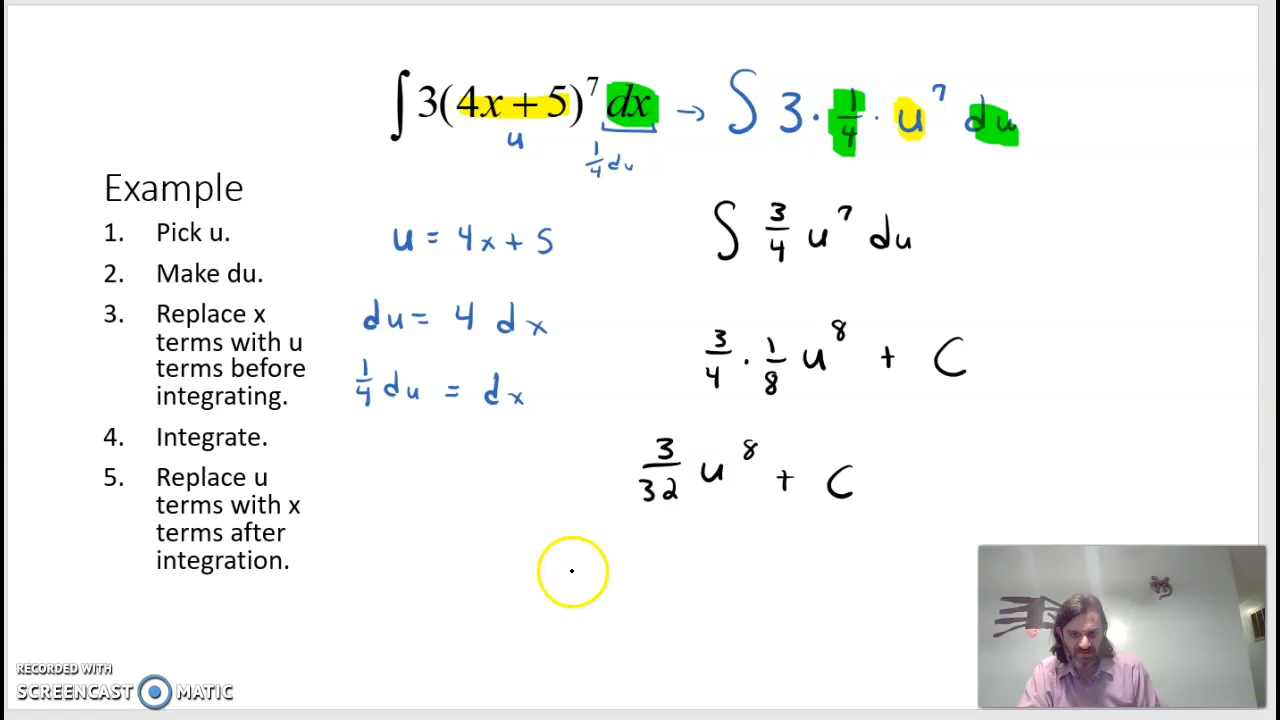 ∫ 3(4x + 5)⁷ dx → ∫ 3 · 1/4 · u⁷ du
u
1/4 du
Example
1. Pick u.
2. Make du.
3. Replace x
terms with u
terms before
integrating.
4. Integrate.
5. Replace u
terms with x
terms after
integration.
u = 4x + 5
du = 4 dx
1/4 du = dx
∫ 3/4 u⁷ du
3/4 · 1/8 u⁸ + C
3/32 u⁸ + C
RECORDED WITH
SCREENCAST MATIC